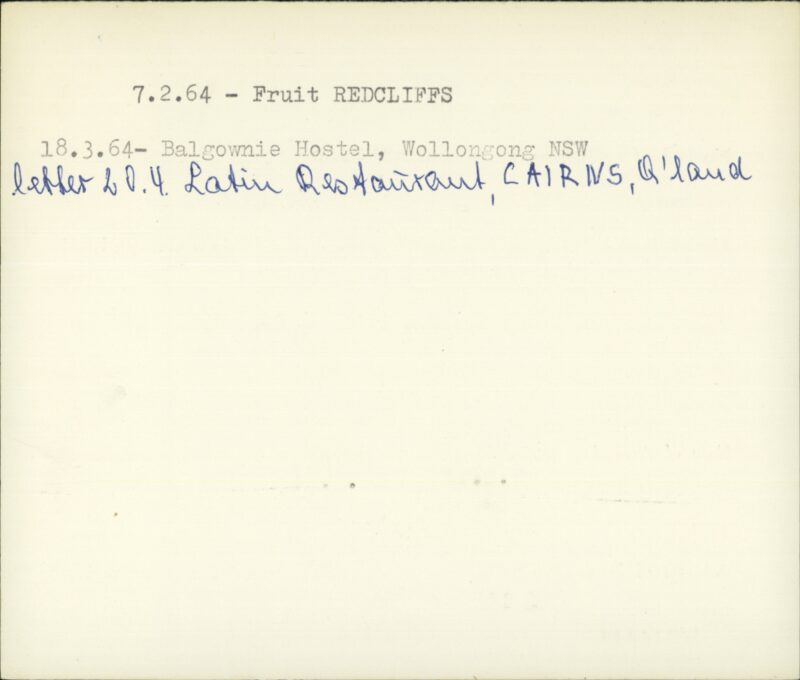 7.2.64 - Fruit REDCLIFFS
18.3.64- Balgownie Hostel, Wollongong NSW
letter 20.4. Latin Restaurant, CAIRNS, Q'land